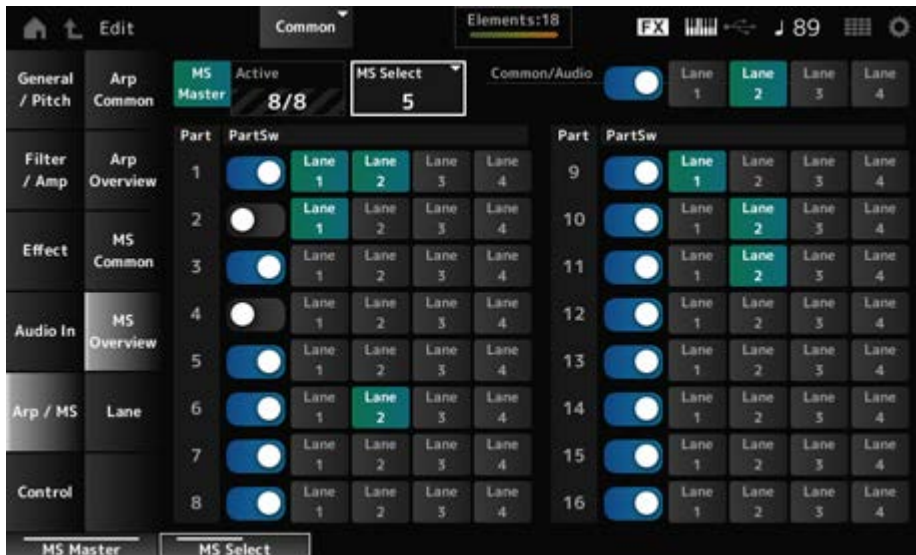 Edit
Common
Elements:18
FX
89
General / Pitch
Arp Common
MS Master
Active 8/8
MS Select 5
Common/Audio
Lane 1 Lane 2 Lane 3 Lane 4
Part PartSw
Part PartSw
Filter / Amp
Arp Overview
1 Lane 1 Lane 2 Lane 3 Lane 4
9 Lane 1 Lane 2 Lane 3 Lane 4
2 Lane 1 Lane 2 Lane 3 Lane 4
10 Lane 1 Lane 2 Lane 3 Lane 4
Effect
MS Common
3 Lane 1 Lane 2 Lane 3 Lane 4
11 Lane 1 Lane 2 Lane 3 Lane 4
Audio In
MS Overview
4 Lane 1 Lane 2 Lane 3 Lane 4
12 Lane 1 Lane 2 Lane 3 Lane 4
5 Lane 1 Lane 2 Lane 3 Lane 4
13 Lane 1 Lane 2 Lane 3 Lane 4
Arp / MS
Lane
6 Lane 1 Lane 2 Lane 3 Lane 4
14 Lane 1 Lane 2 Lane 3 Lane 4
7 Lane 1 Lane 2 Lane 3 Lane 4
15 Lane 1 Lane 2 Lane 3 Lane 4
Control
8 Lane 1 Lane 2 Lane 3 Lane 4
16 Lane 1 Lane 2 Lane 3 Lane 4
MS Master
MS Select